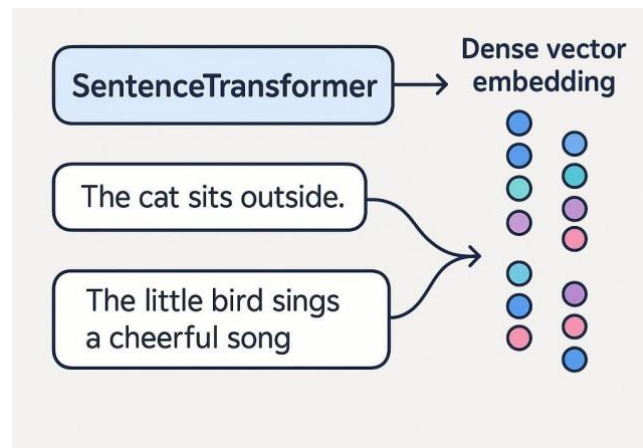 SentenceTransformer
Dense vector
embedding
The cat sits outside.
The little bird sings
a cheerful song